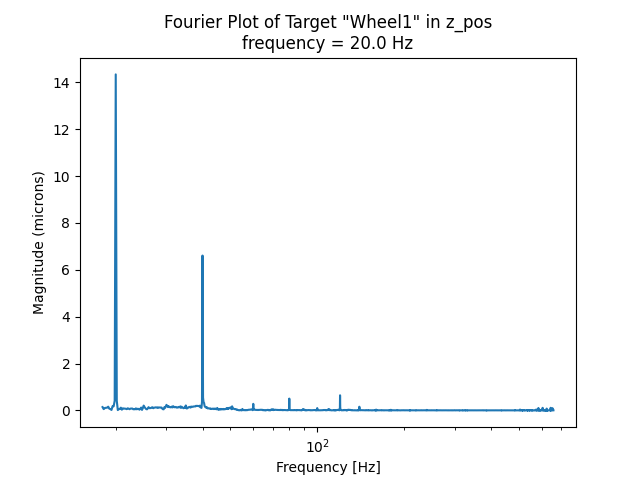 Fourier Plot of Target "Wheel1" in z_pos
frequency = 20.0 Hz
14
12
10
8
6
4
2
0
Magnitude (microns)
10²
Frequency [Hz]